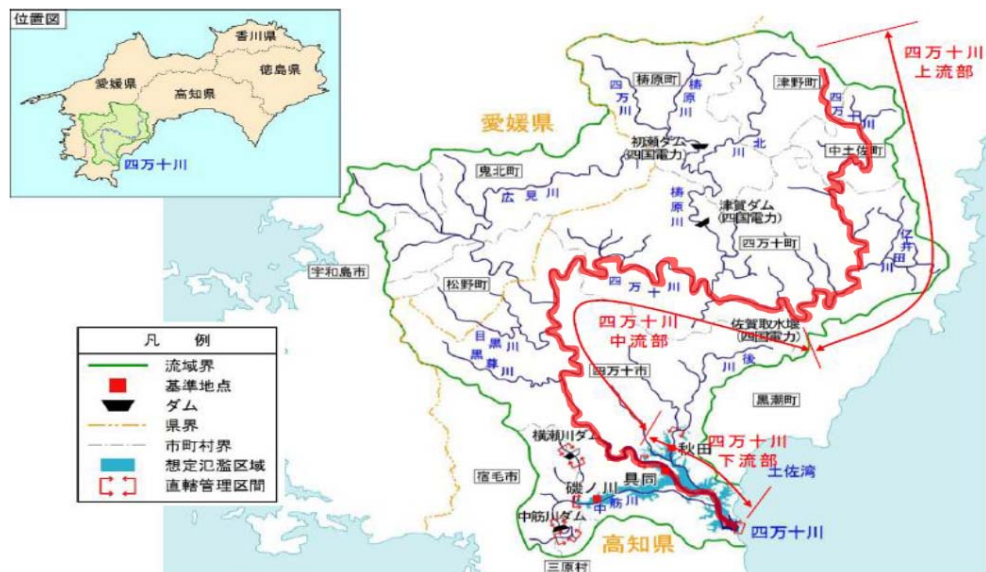 位置図
香川県
徳島県
愛媛県
高知県
四万十川
四万十川
上流部
愛媛県
梼原町
津野町
四万川
梼原川
四万十川
初瀬ダム
(四国電力)
北川
中土佐町
鬼北町
広見川
梼原川
津賀ダム
(四国電力)
四万十町
仁井田川
宇和島市
松野町
四万十川
四万十川
中流部
佐賀取水堰
(四国電力)
目黒川
黒尊川
四万十市
後川
黒潮町
凡 例
流域界
基準地点
ダム
県界
市町村界
想定氾濫区域
直轄管理区間
横瀬川ダム
秋田
四万十川
下流部
土佐湾
宿毛市
具同
磯ノ川
中筋川
中筋川ダム
四万十川
高知県
三原村